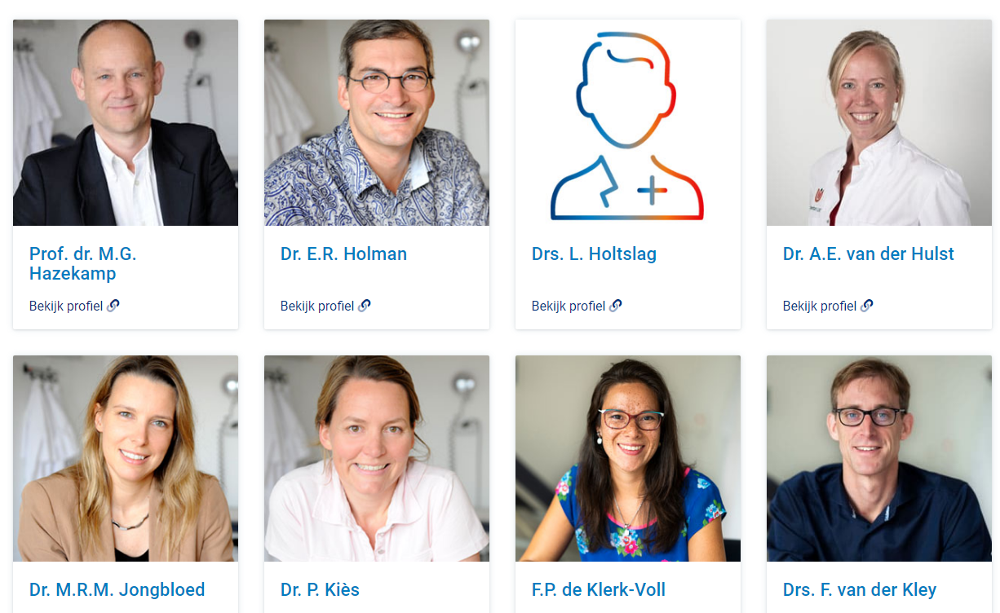 Prof. dr. M.G.
Hazekamp
Dr. E.R. Holman
Drs. L. Holtslag
Dr. A.E. van der Hulst
Bekijk profiel
Bekijk profiel
Bekijk profiel
Bekijk profiel
Dr. M.R.M. Jongbloed
Dr. P. Kiès
F.P. de Klerk-Voll
Drs. F. van der Kley